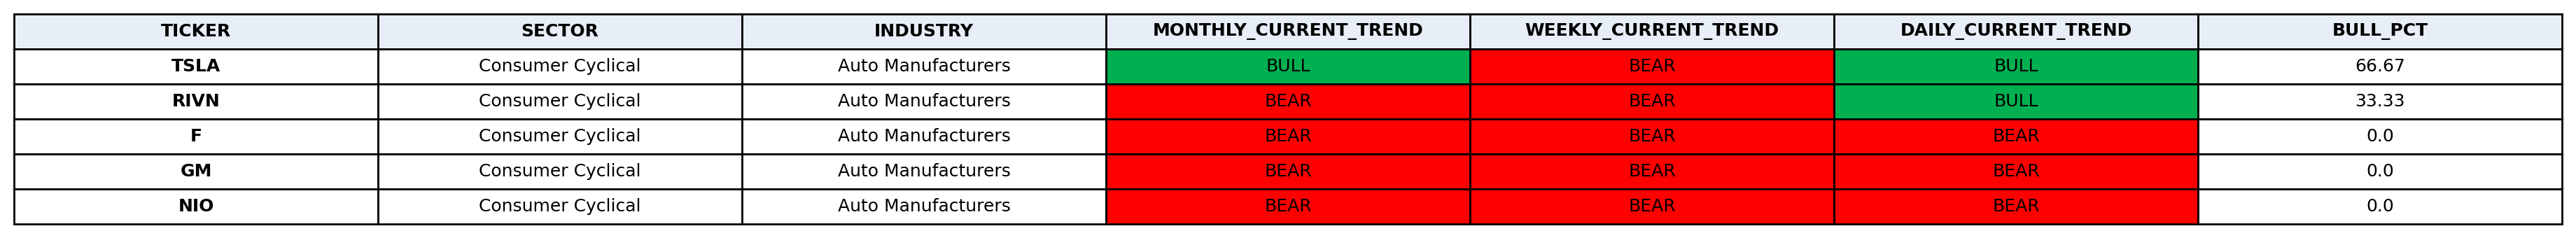 TICKER SECTOR INDUSTRY MONTHLY_CURRENT_TREND WEEKLY_CURRENT_TREND DAILY_CURRENT_TREND BULL_PCT
TSLA Consumer Cyclical Auto Manufacturers BULL BEAR BULL 66.67
RIVN Consumer Cyclical Auto Manufacturers BEAR BEAR BULL 33.33
F Consumer Cyclical Auto Manufacturers BEAR BEAR BEAR 0.0
GM Consumer Cyclical Auto Manufacturers BEAR BEAR BEAR 0.0
NIO Consumer Cyclical Auto Manufacturers BEAR BEAR BEAR 0.0